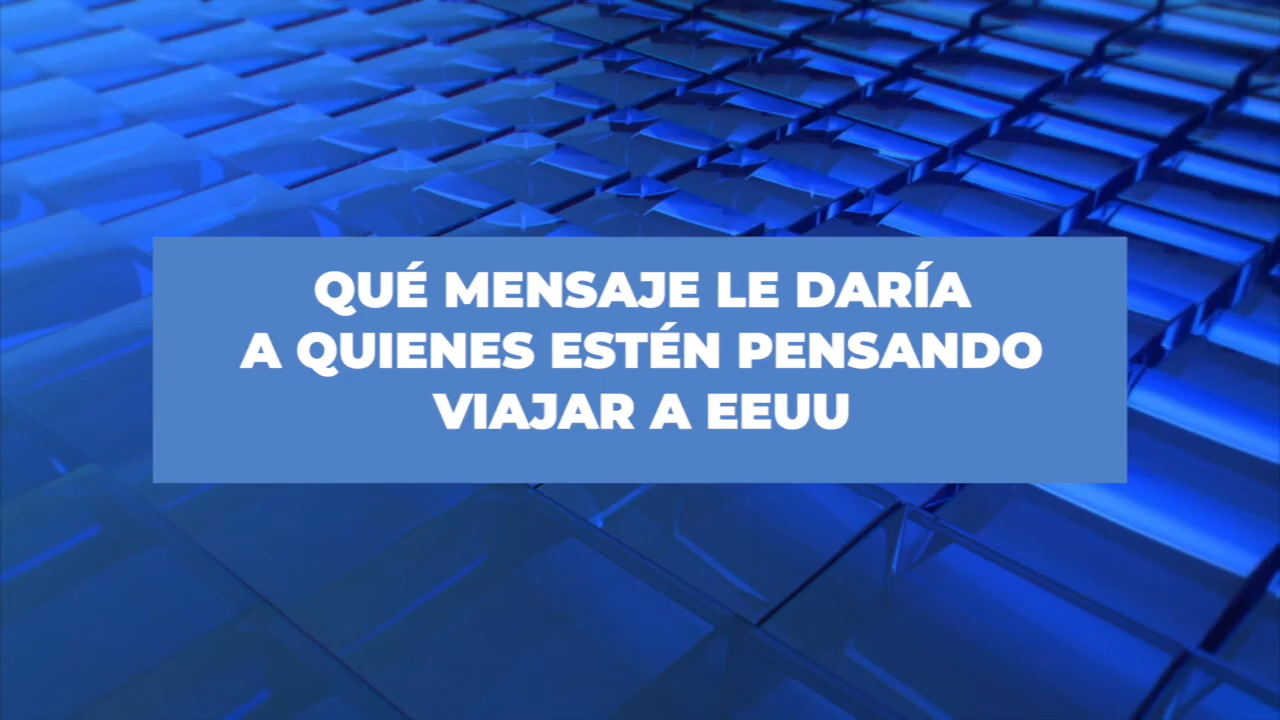 QUÉ MENSAJE LE DARÍA
A QUIENES ESTÉN PENSANDO
VIAJAR A EEUU